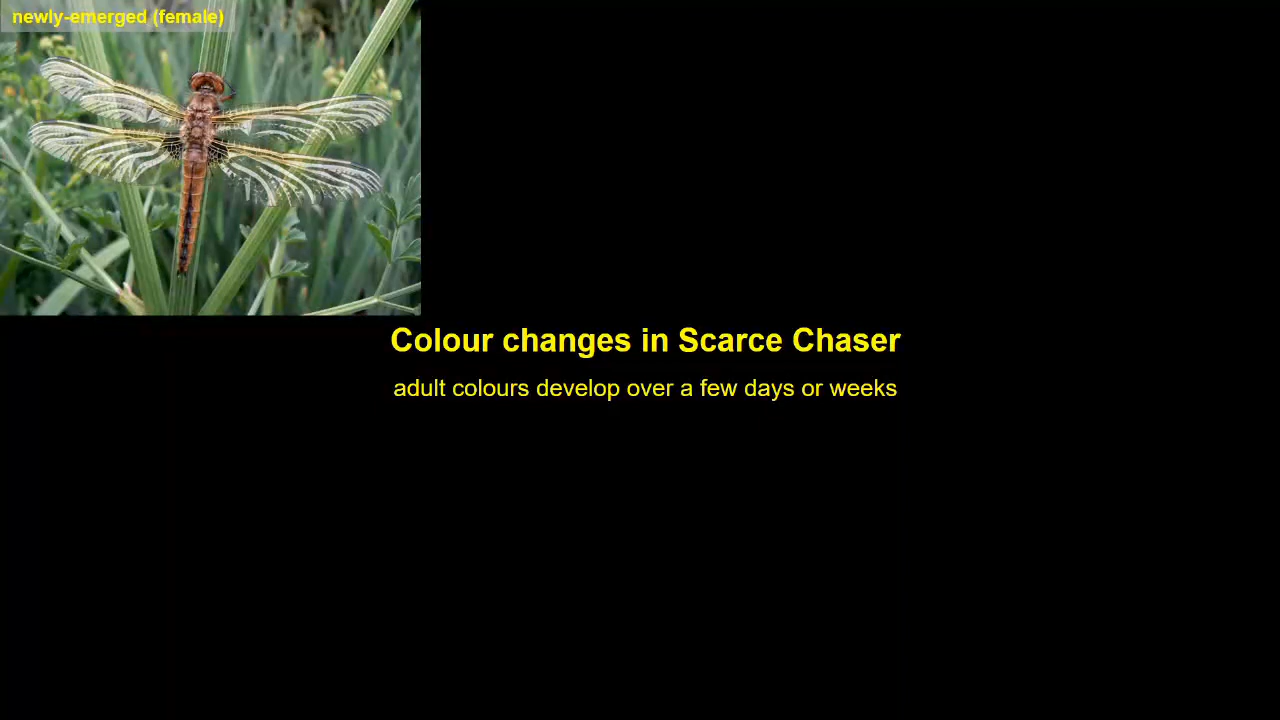 newly-emerged (female)
Colour changes in Scarce Chaser
adult colours develop over a few days or weeks